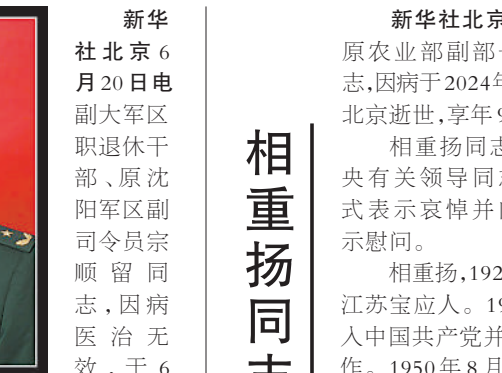 新华
社北京6
月20日电
副大军区
职退休干
部、原沈
阳军区副
司令员宗
顺留同
志,因病
医治无
效,于6
相重扬同志
新华社北京
原农业部副部
志,因病于2024年
北京逝世,享年9
相重扬同志
央有关领导同
式表示哀悼并
示慰问。
相重扬,192
江苏宝应人。19
入中国共产党并
作。1950年8月